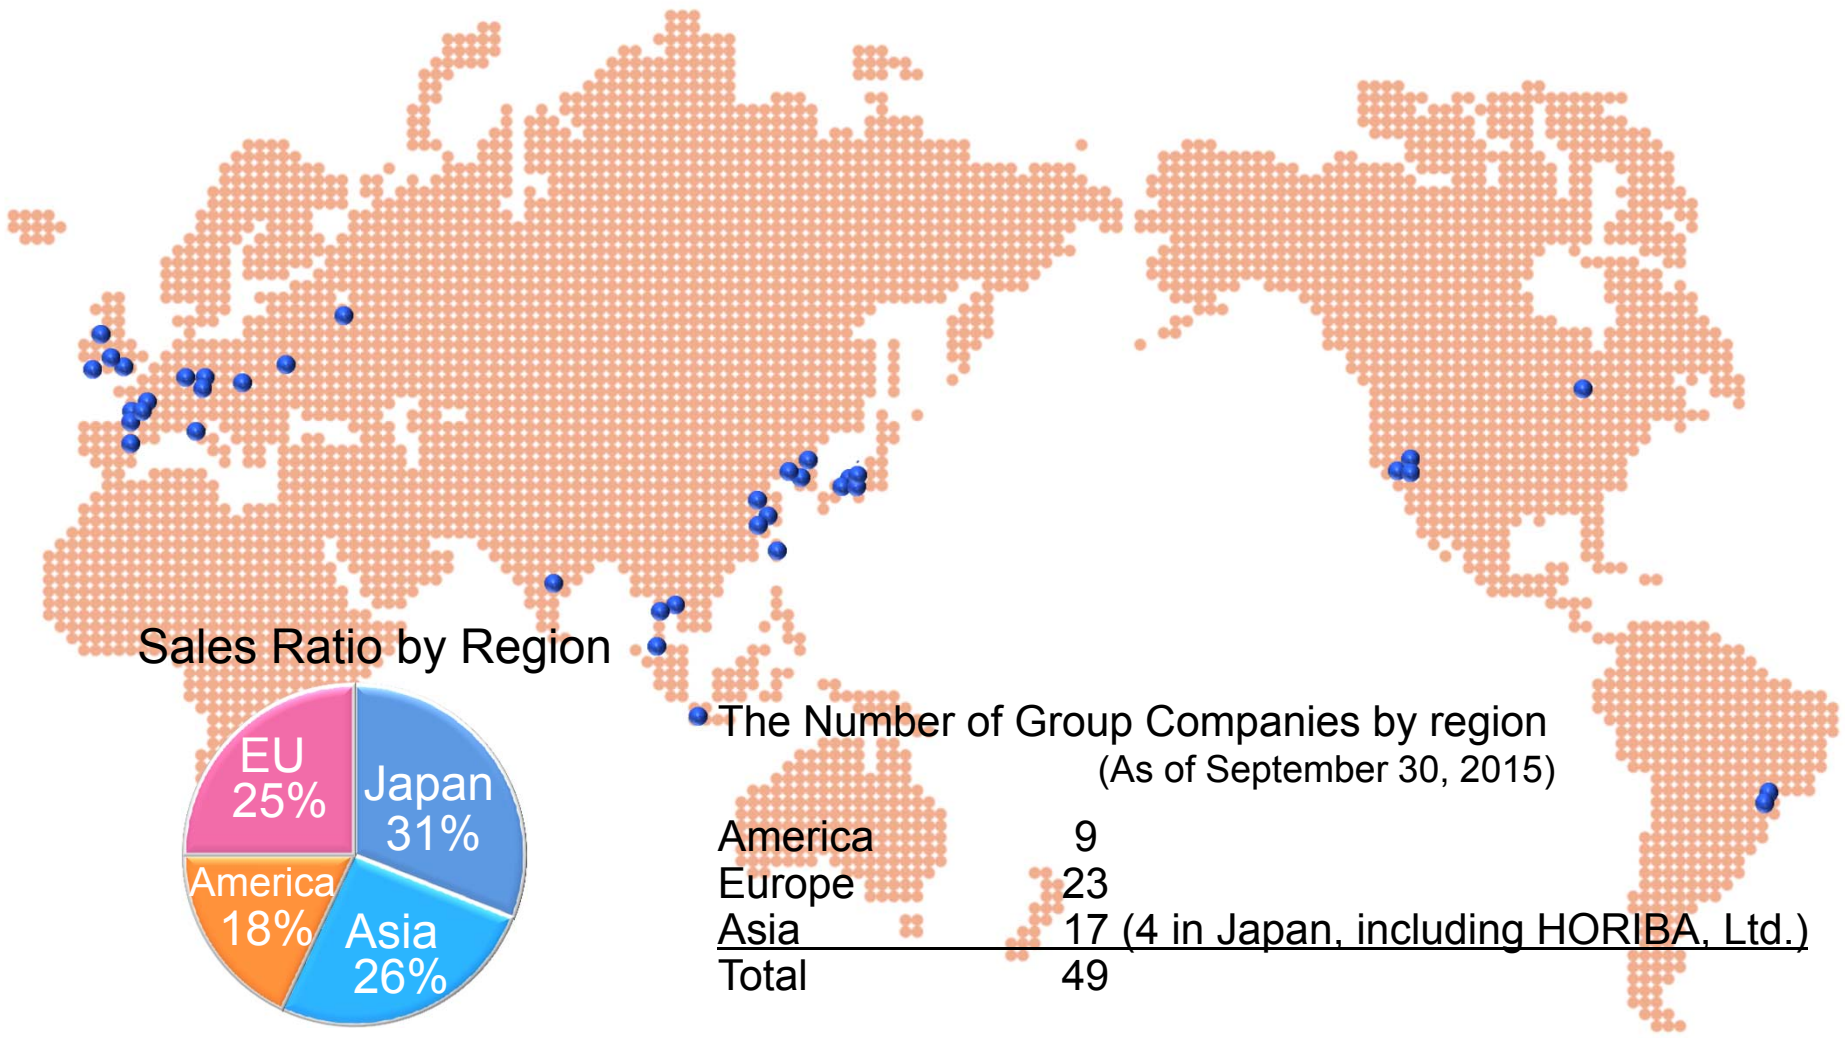 Sales Ratio by Region
EU
25%
Japan
31%
America
18%
Asia
26%
The Number of Group Companies by region
(As of September 30, 2015)
America 9
Europe 23
Asia 17 (4 in Japan, including HORIBA, Ltd.)
Total 49